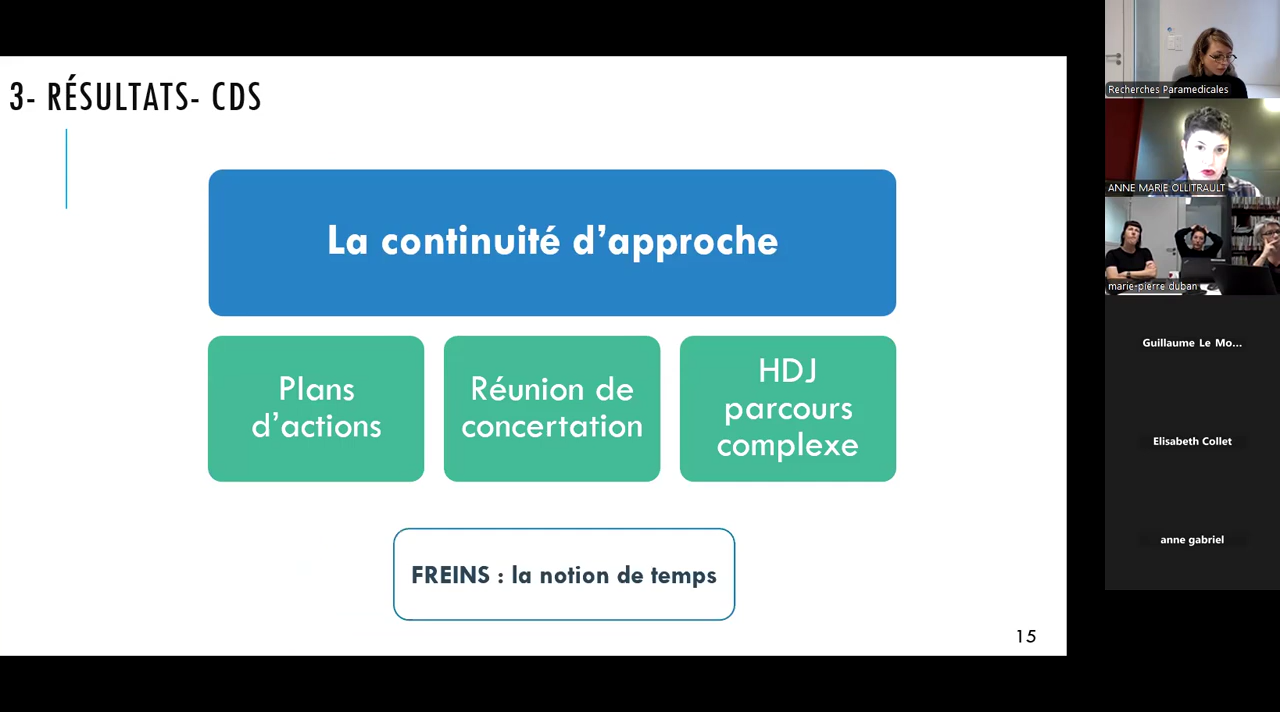 3- RÉSULTATS- CDS
La continuité d’approche
Plans
d’actions
Réunion de
concertation
HDJ
parcours
complexe
FREINS : la notion de temps
15
Recherches Paramedicales
ANNE MARIE OLLITRAULT
marie-pierre duban
Guillaume Le Mo...
Elisabeth Collet
anne gabriel